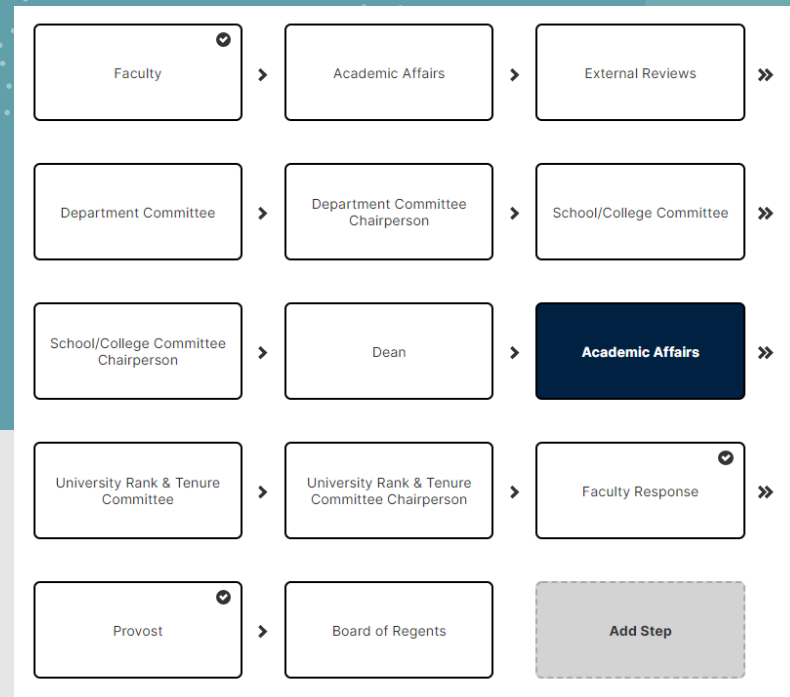 Faculty
Academic Affairs
External Reviews
Department Committee
Department Committee
Chairperson
School/College Committee
School/College Committee
Chairperson
Dean
Academic Affairs
University Rank & Tenure
Committee
University Rank & Tenure
Committee Chairperson
Faculty Response
Provost
Board of Regents
Add Step